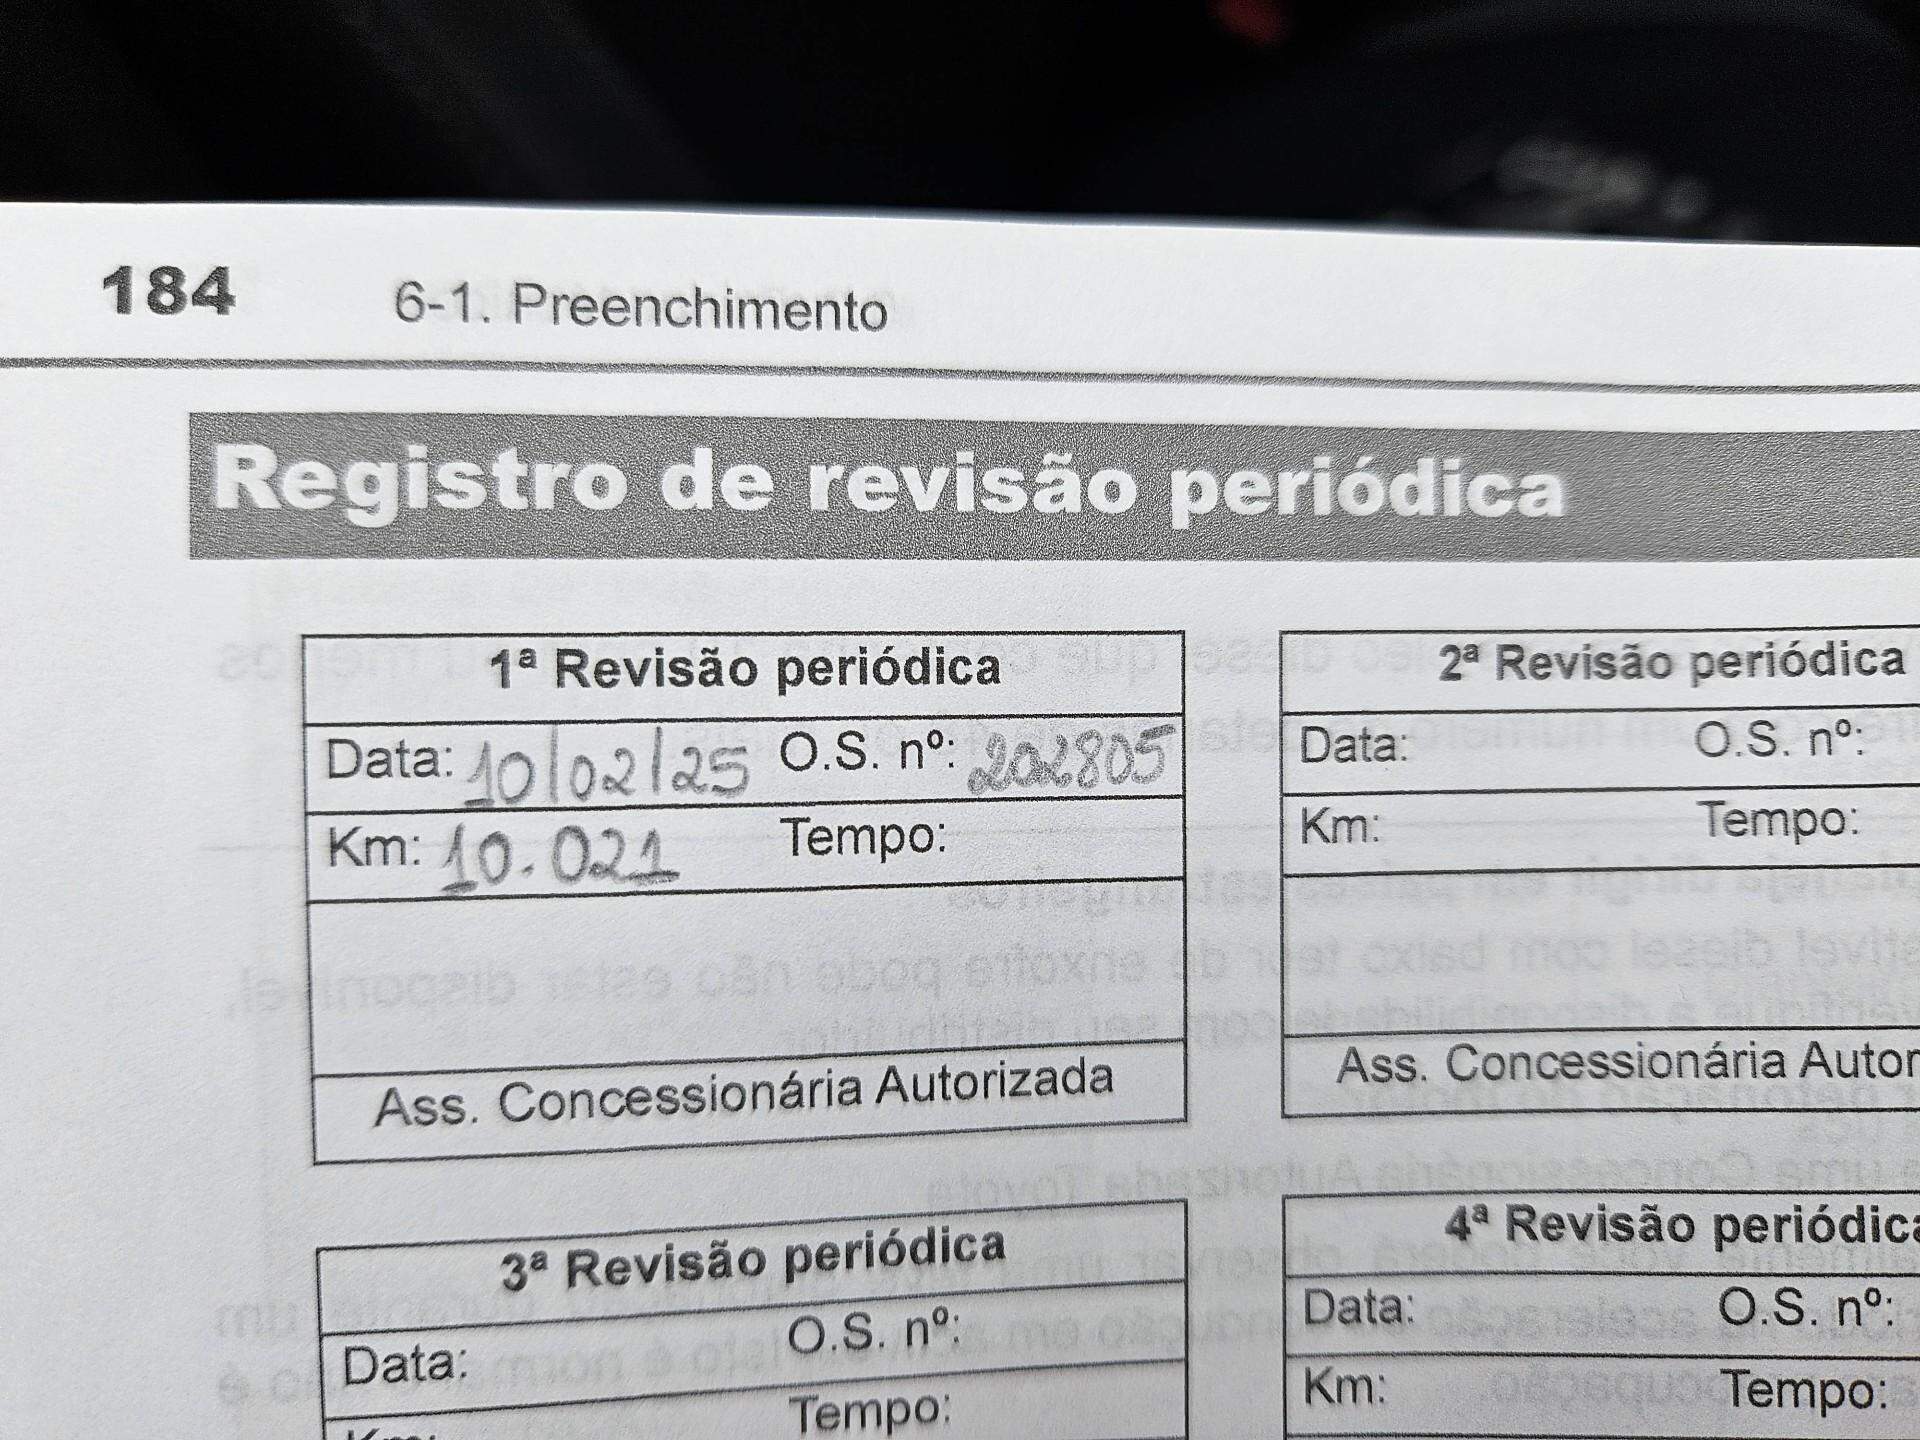 184 6-1. Preenchimento
Registro de revisão periódica
1ª Revisão periódica
Data: 10/02/25 O.S. nº: 202805
Km: 10.021 Tempo:
Ass. Concessionária Autorizada
2ª Revisão periódica
Data: O.S. nº:
Km: Tempo:
Ass. Concessionária Autor
3ª Revisão periódica
Data: O.S. nº:
Km: Tempo:
4ª Revisão periódica
Data: O.S. nº:
Km: Tempo: